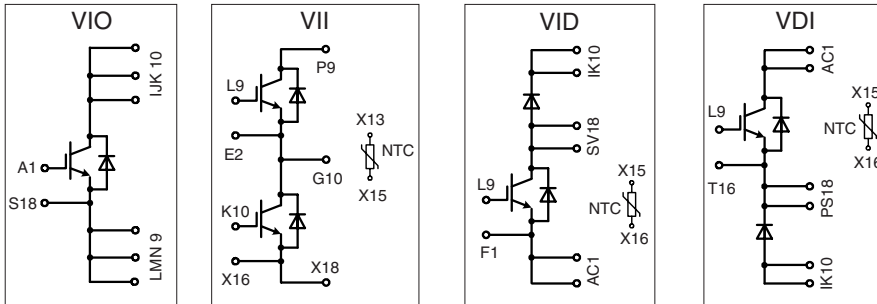 VIO
IJK 10
A1
S18
LMN 9
VII
P9
L9
E2
X13
NTC
X15
G10
K10
X16
X18
VID
IK10
SV18
L9
X15
NTC
X16
F1
AC1
VDI
AC1
L9
X15
NTC
X16
T16
PS18
IK10